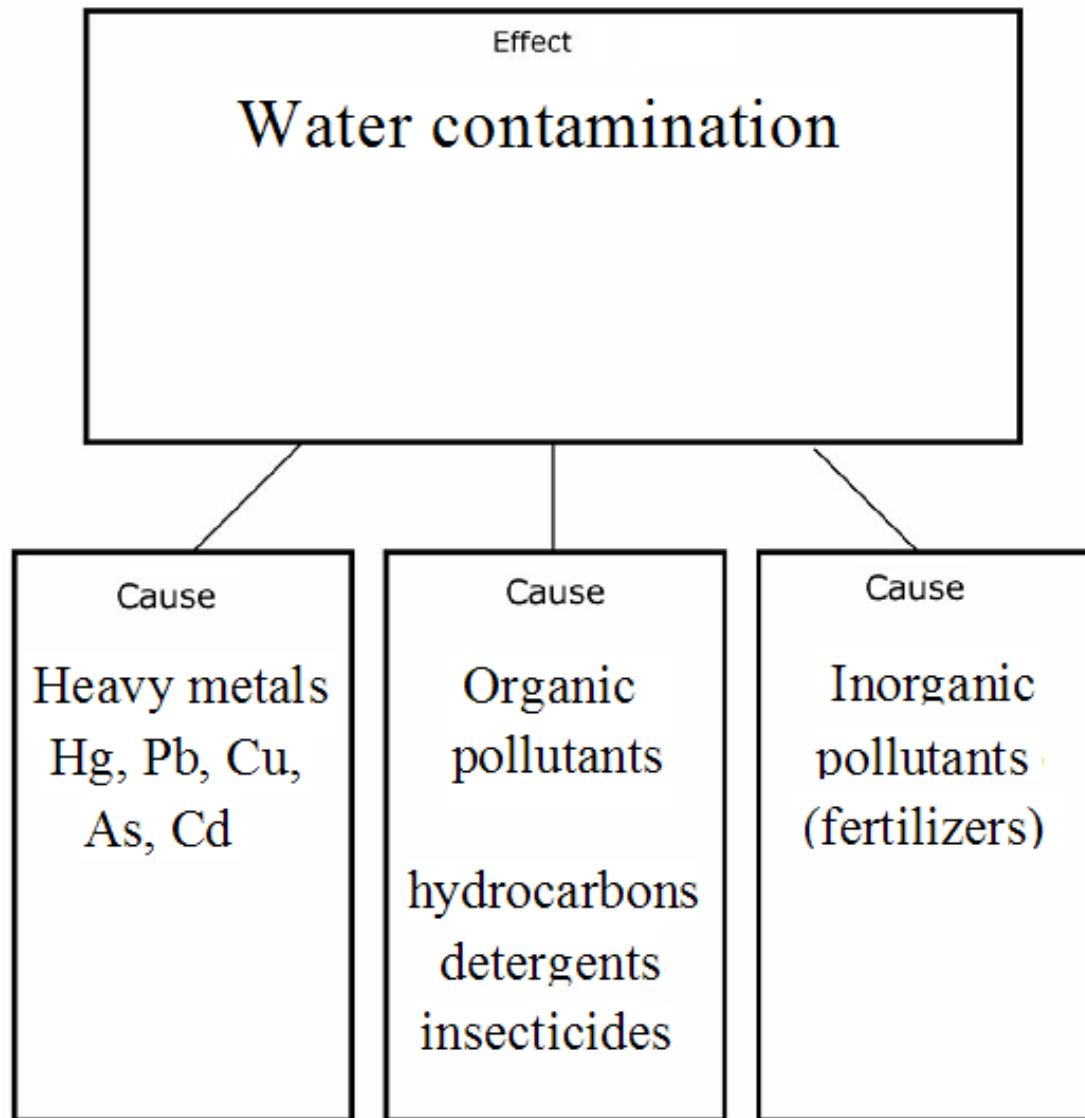 Effect
Water contamination
Cause
Heavy metals
Hg, Pb, Cu,
As, Cd
Cause
Organic
pollutants
hydrocarbons
detergents
insecticides
Cause
Inorganic
pollutants
(fertilizers)